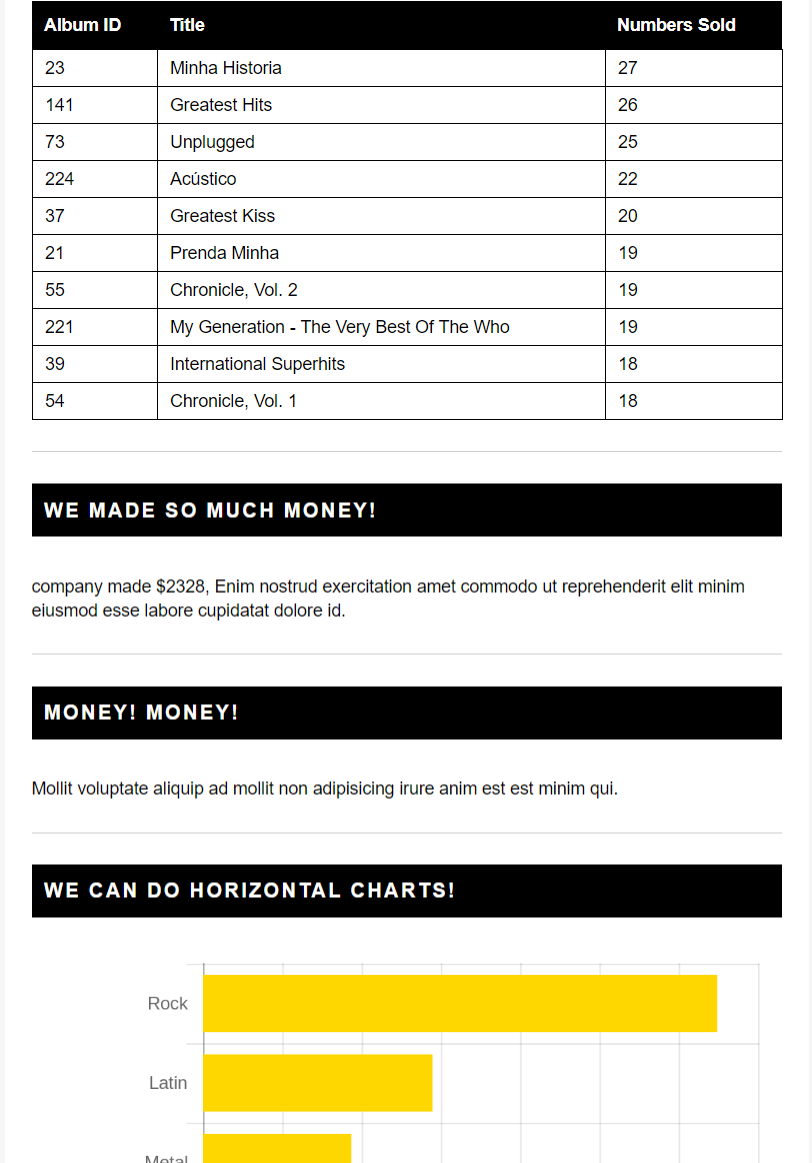 Album ID Title Numbers Sold
23 Minha Historia 27
141 Greatest Hits 26
73 Unplugged 25
224 Acústico 22
37 Greatest Kiss 20
21 Prenda Minha 19
55 Chronicle, Vol. 2 19
221 My Generation - The Very Best Of The Who 19
39 International Superhits 18
54 Chronicle, Vol. 1 18
WE MADE SO MUCH MONEY!
company made $2328, Enim nostrud exercitation amet commodo ut reprehenderit elit minim
eiusmod esse labore cupidatat dolore id.
MONEY! MONEY!
Mollit voluptate aliquip ad mollit non adipisicing irure anim est est minim qui.
WE CAN DO HORIZONTAL CHARTS!
Rock
Latin
Metal